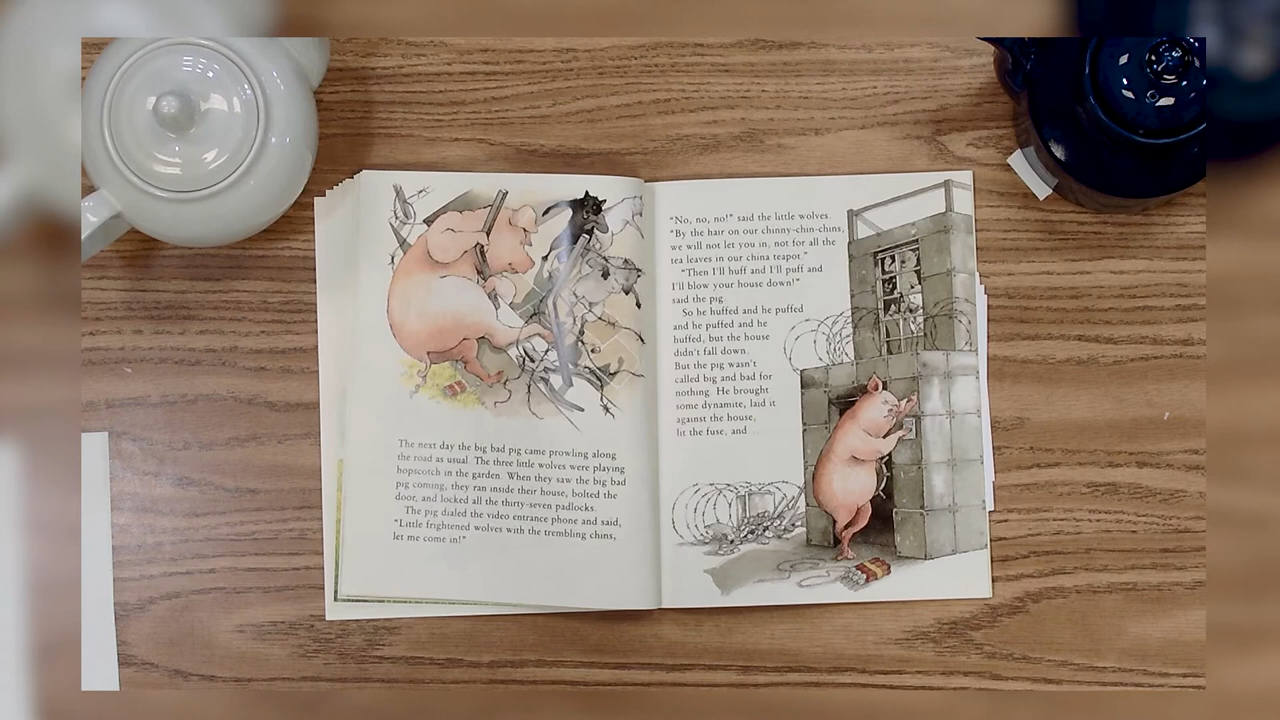 The next day the big bad pig came prowling along
the road as usual. The three little wolves were playing
hopscotch in the garden. When they saw the big bad
pig coming, they ran inside their house, bolted the
door, and locked all the thirty-seven padlocks.
The pig dialed the video entrance phone and said,
"Little frightened wolves with the trembling chins,
let me come in!"
"No, no, no!" said the little wolves.
"By the hair on our chinny-chin-chins,
we will not let you in, not for all the
tea leaves in our china teapot."
"Then I'll huff and I'll puff and
I'll blow your house down!"
said the pig.
So he huffed and he puffed
and he puffed and he
huffed, but the house
didn't fall down.
But the pig wasn't
called big and bad for
nothing. He brought
some dynamite, laid it
against the house,
lit the fuse, and . . .